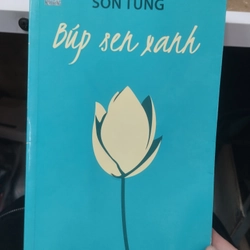 SƠN TÙNG
Búp sen xanh